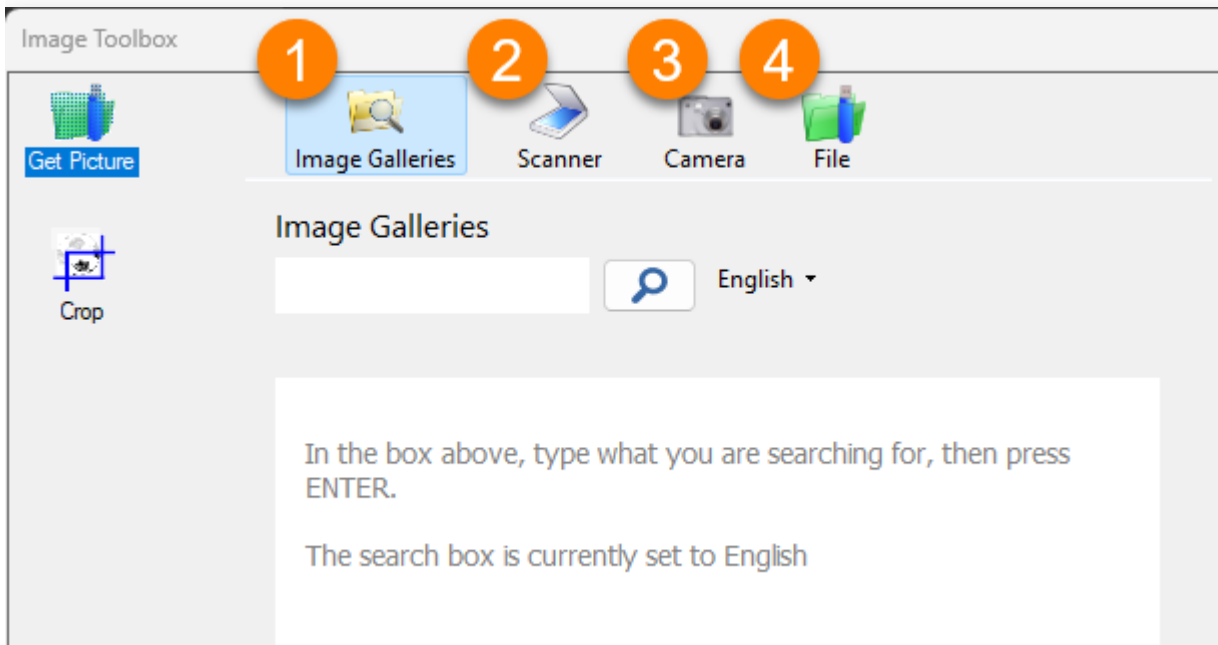 Image Toolbox
1 2 3 4
Get Picture
Image Galleries Scanner Camera File
Image Galleries
English
Crop
In the box above, type what you are searching for, then press
ENTER.
The search box is currently set to English